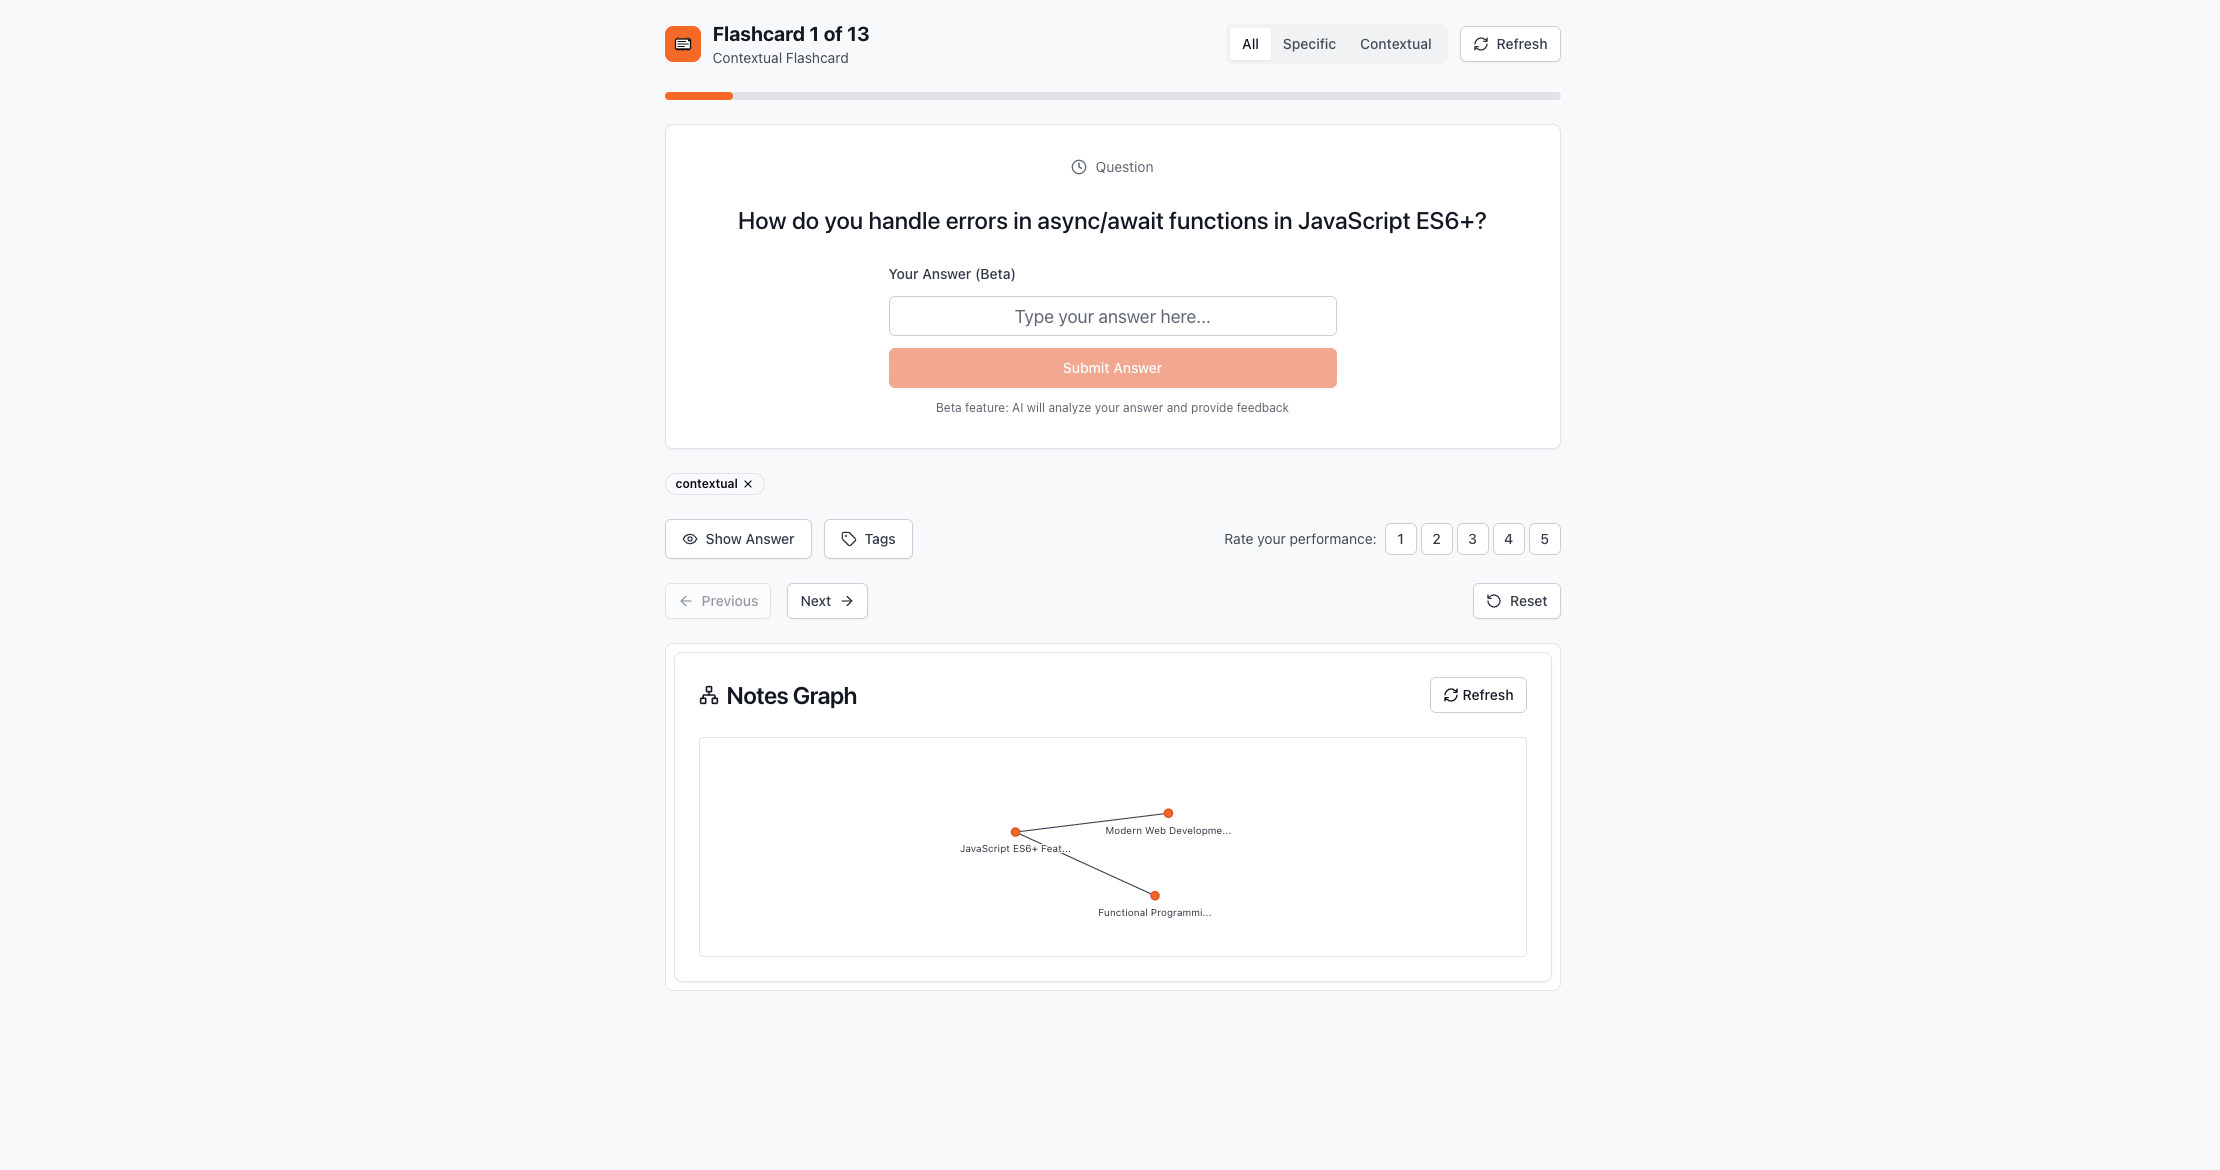 Flashcard 1 of 13
Contextual Flashcard
All Specific Contextual Refresh
Question
How do you handle errors in async/await functions in JavaScript ES6+?
Your Answer (Beta)
Type your answer here...
Submit Answer
Beta feature: AI will analyze your answer and provide feedback
contextual
Show Answer Tags Rate your performance: 1 2 3 4 5
Previous Next Reset
Notes Graph Refresh
Modern Web Developme...
JavaScript ES6+ Feat...
Functional Programmi...